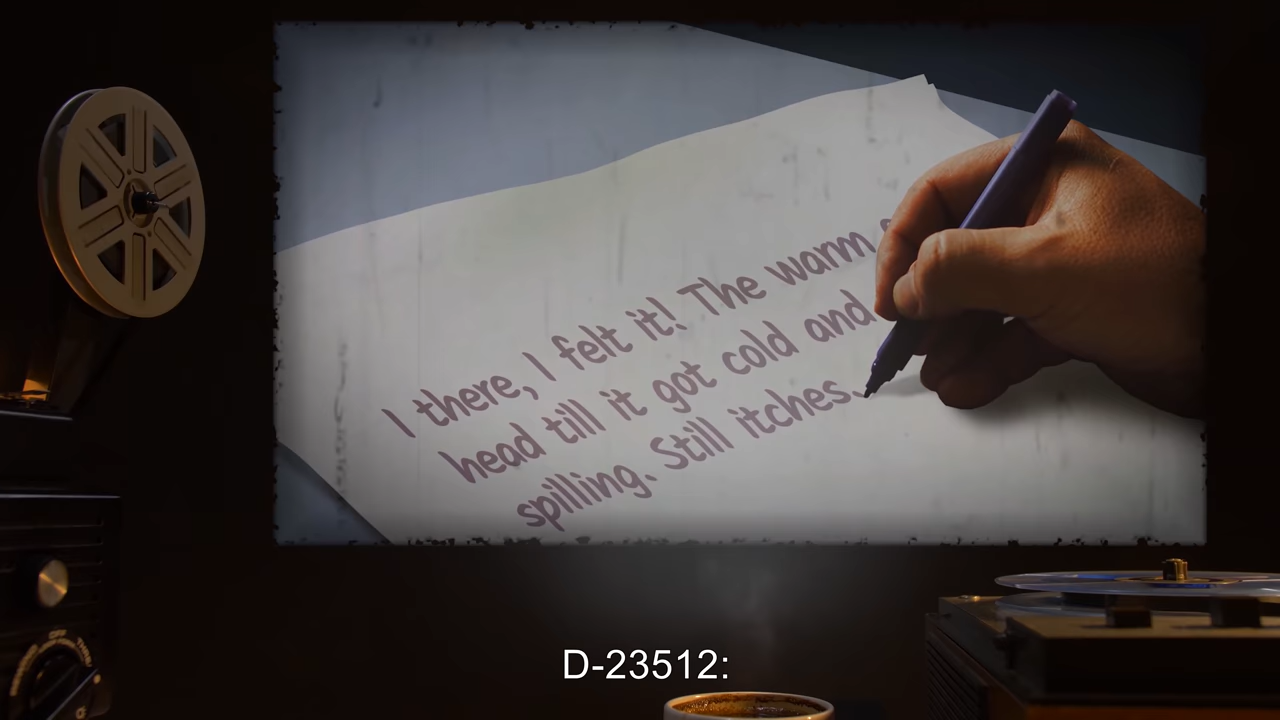 I there, I felt it! The warm
head till it got cold and
spilling. Still itches.
D-23512: